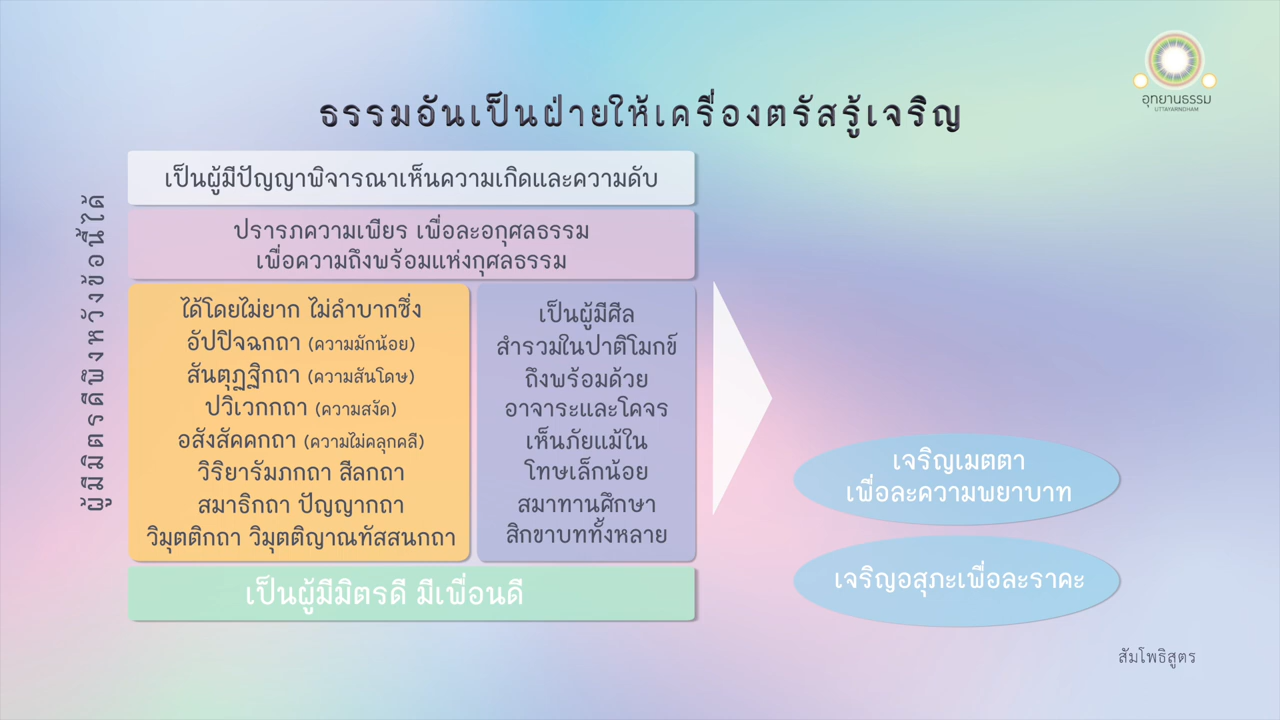 อุทยานธรรม
UTTAYARNDHAM
ธรรมอันเป็นฝ่ายให้เครื่องตรัสรู้เจริญ
ผู้มีมิตรดีพึงหวังข้อนี้ได้
เป็นผู้มีปัญญาพิจารณาเห็นความเกิดและความดับ
ปรารภความเพียร เพื่อละอกุศลธรรม
เพื่อความถึงพร้อมแห่งกุศลธรรม
ได้โดยไม่ยาก ไม่ลำบากซึ่ง
อัปปิจฉกถา (ความมักน้อย)
สันตุฏฐิกถา (ความสันโดษ)
ปวิเวกกถา (ความสงัด)
อสังสัคคกถา (ความไม่คลุกคลี)
วิริยารัมภกถา สีลกถา
สมาธิกถา ปัญญากถา
วิมุตติกถา วิมุตติญาณทัสสนกถา
เป็นผู้มีศีล
สำรวมในปาติโมกข์
ถึงพร้อมด้วย
อาจาระและโคจร
เห็นภัยแม้ใน
โทษเล็กน้อย
สมาทานศึกษา
สิกขาบททั้งหลาย
เป็นผู้มีมิตรดี มีเพื่อนดี
เจริญเมตตา
เพื่อละความพยาบาท
เจริญอสุภะเพื่อละราคะ
สัมโพธิสูตร